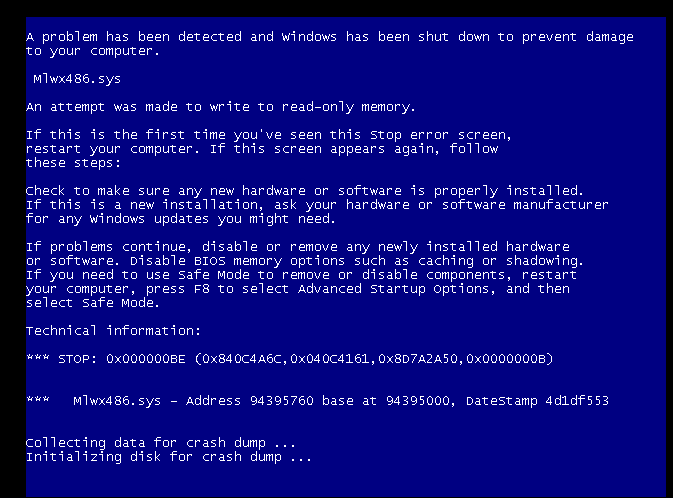 A problem has been detected and Windows has been shut down to prevent damage
to your computer.
Mlwx486.sys
An attempt was made to write to read-only memory.
If this is the first time you've seen this Stop error screen,
restart your computer. If this screen appears again, follow
these steps:
Check to make sure any new hardware or software is properly installed.
If this is a new installation, ask your hardware or software manufacturer
for any Windows updates you might need.
If problems continue, disable or remove any newly installed hardware
or software. Disable BIOS memory options such as caching or shadowing.
If you need to use Safe Mode to remove or disable components, restart
your computer, press F8 to select Advanced Startup Options, and then
select Safe Mode.
Technical information:
*** STOP: 0x000000BE (0x840C4A6C,0x040C4161,0x8D7A2A50,0x0000000B)
***   Mlwx486.sys - Address 94395760 base at 94395000, DateStamp 4d1df553
Collecting data for crash dump ...
Initializing disk for crash dump ...